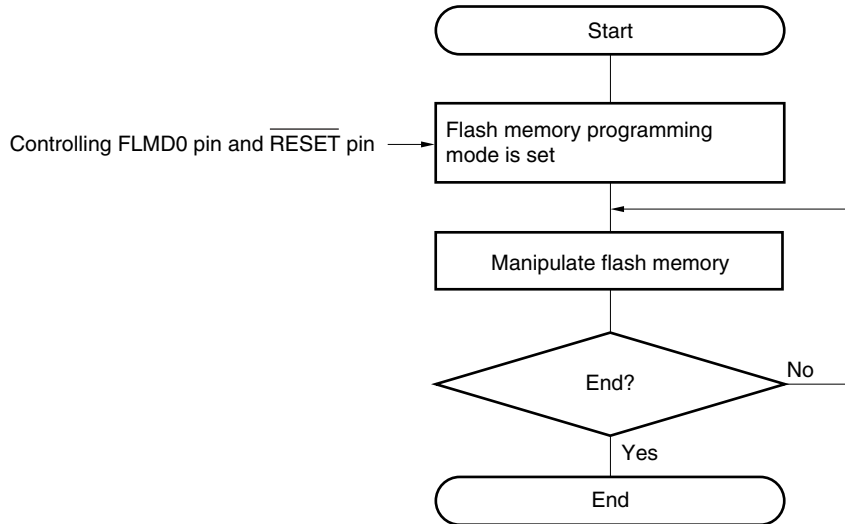 Start
Controlling FLMD0 pin and RESET pin
Flash memory programming
mode is set
Manipulate flash memory
End?
No
Yes
End